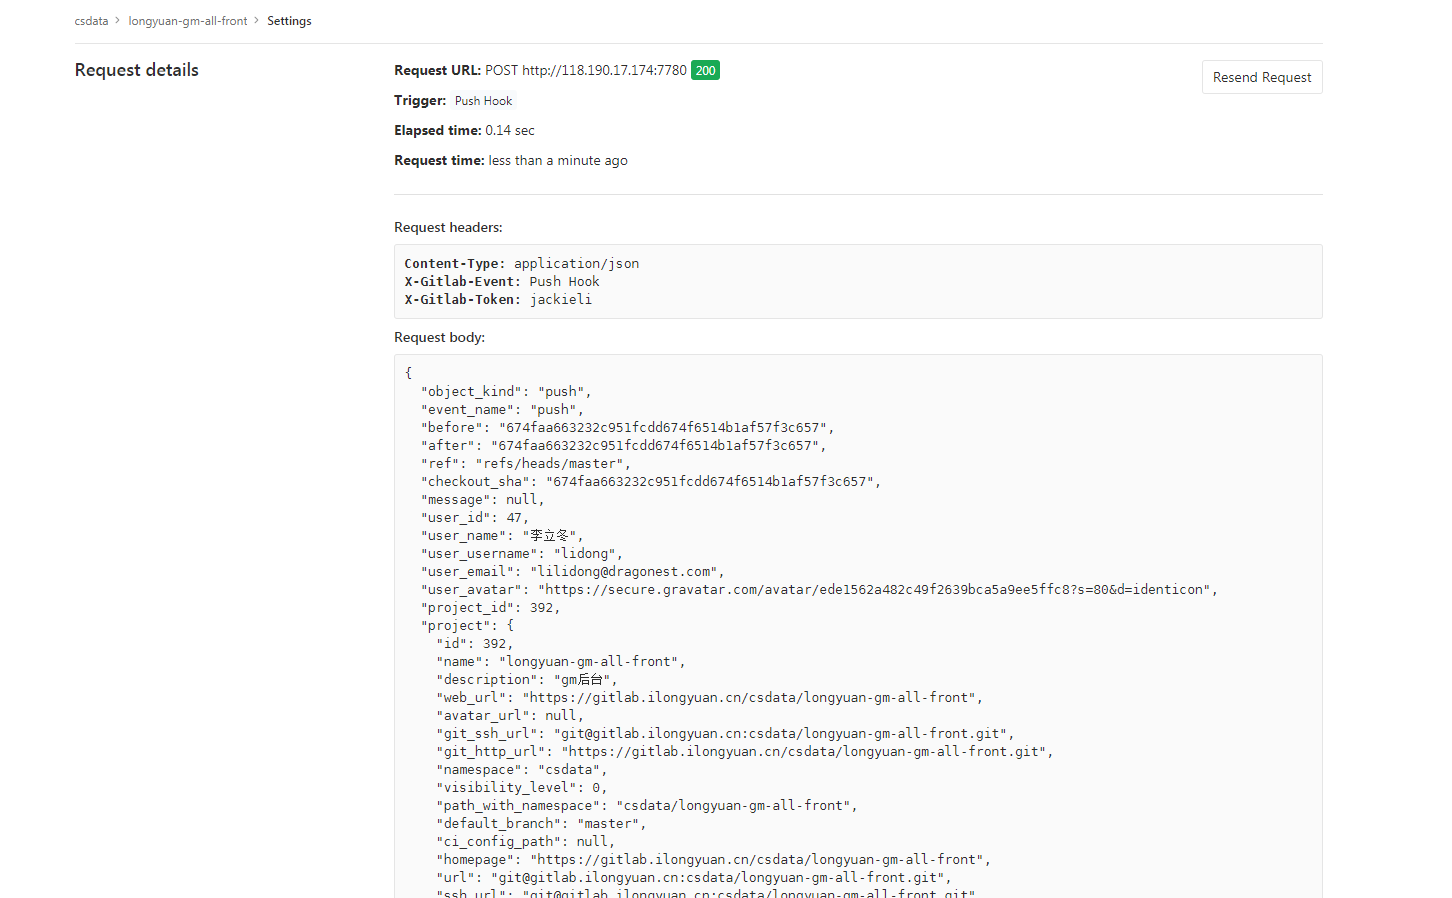 csdata > longyuan-gm-all-front > Settings
Request details
Request URL: POST http://118.190.17.174:7780 200
Resend Request
Trigger: Push Hook
Elapsed time: 0.14 sec
Request time: less than a minute ago
Request headers:
Content-Type: application/json
X-Gitlab-Event: Push Hook
X-Gitlab-Token: jackieli
Request body:
{
"object_kind": "push",
"event_name": "push",
"before": "674faa663232c951fcdd674f6514b1af57f3c657",
"after": "674faa663232c951fcdd674f6514b1af57f3c657",
"ref": "refs/heads/master",
"checkout_sha": "674faa663232c951fcdd674f6514b1af57f3c657",
"message": null,
"user_id": 47,
"user_name": "李立冬",
"user_username": "lidong",
"user_email": "lilidong@dragonest.com",
"user_avatar": "https://secure.gravatar.com/avatar/ede1562a482c49f2639bca5a9ee5ffc8?s=80&d=identicon",
"project_id": 392,
"project": {
"id": 392,
"name": "longyuan-gm-all-front",
"description": "gm后台",
"web_url": "https://gitlab.ilongyuan.cn/csdata/longyuan-gm-all-front",
"avatar_url": null,
"git_ssh_url": "git@gitlab.ilongyuan.cn:csdata/longyuan-gm-all-front.git",
"git_http_url": "https://gitlab.ilongyuan.cn/csdata/longyuan-gm-all-front.git",
"namespace": "csdata",
"visibility_level": 0,
"path_with_namespace": "csdata/longyuan-gm-all-front",
"default_branch": "master",
"ci_config_path": null,
"homepage": "https://gitlab.ilongyuan.cn/csdata/longyuan-gm-all-front",
"url": "git@gitlab.ilongyuan.cn:csdata/longyuan-gm-all-front.git",
"ssh_url": "git@gitlab.ilongyuan.cn:csdata/longyuan-gm-all-front.git"